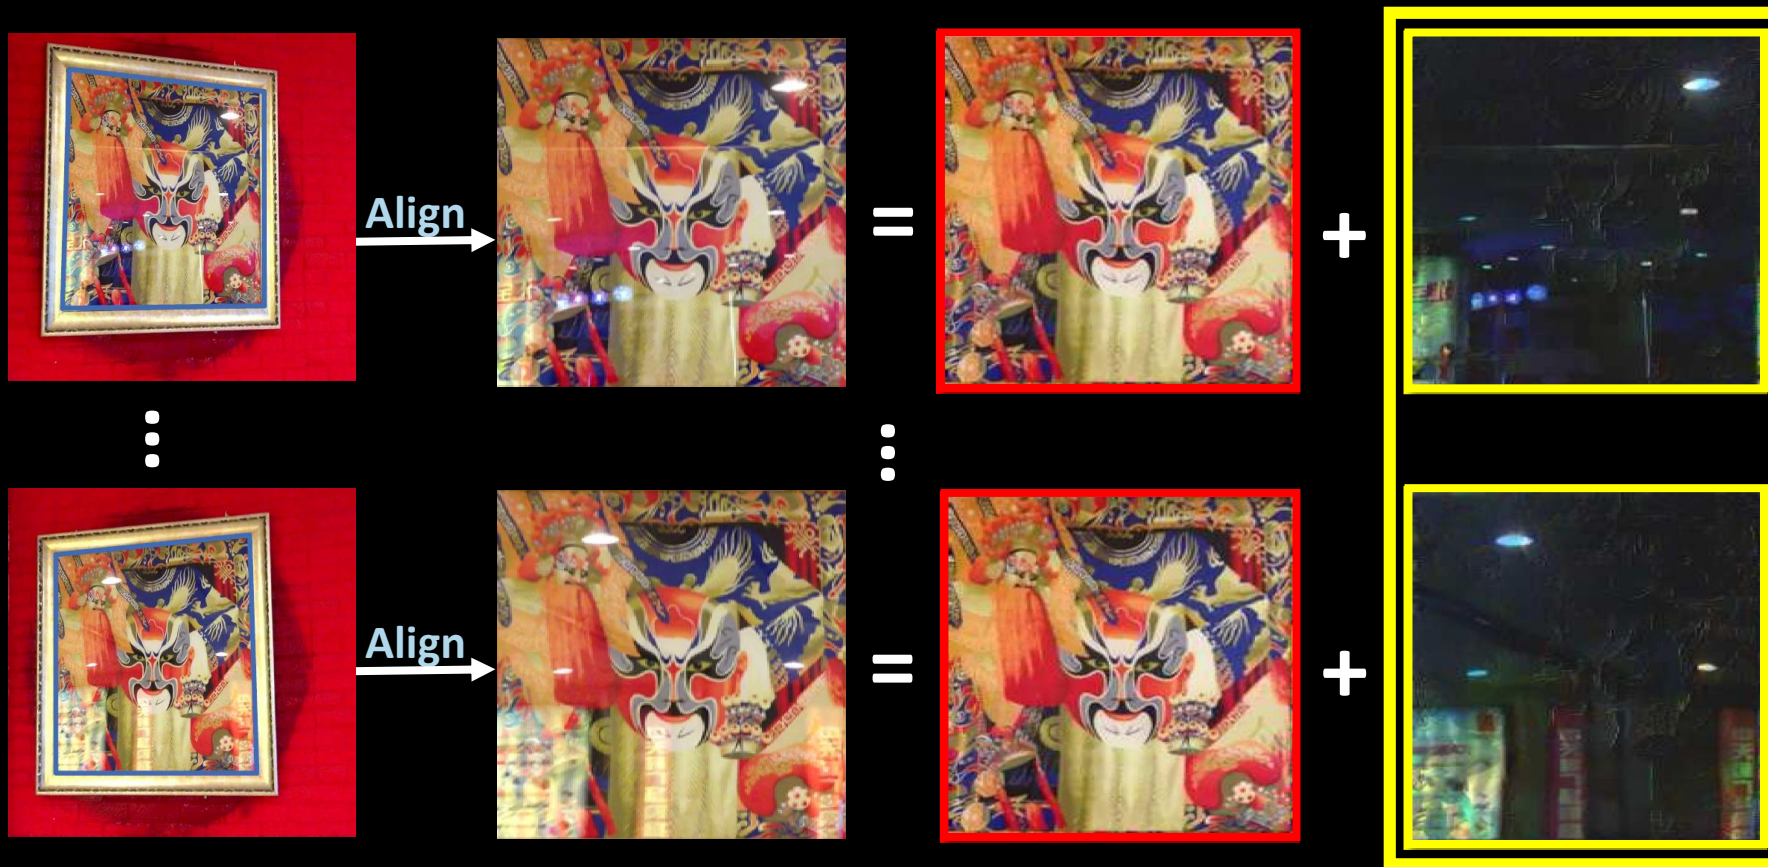 Align
=
+
Align
=
+